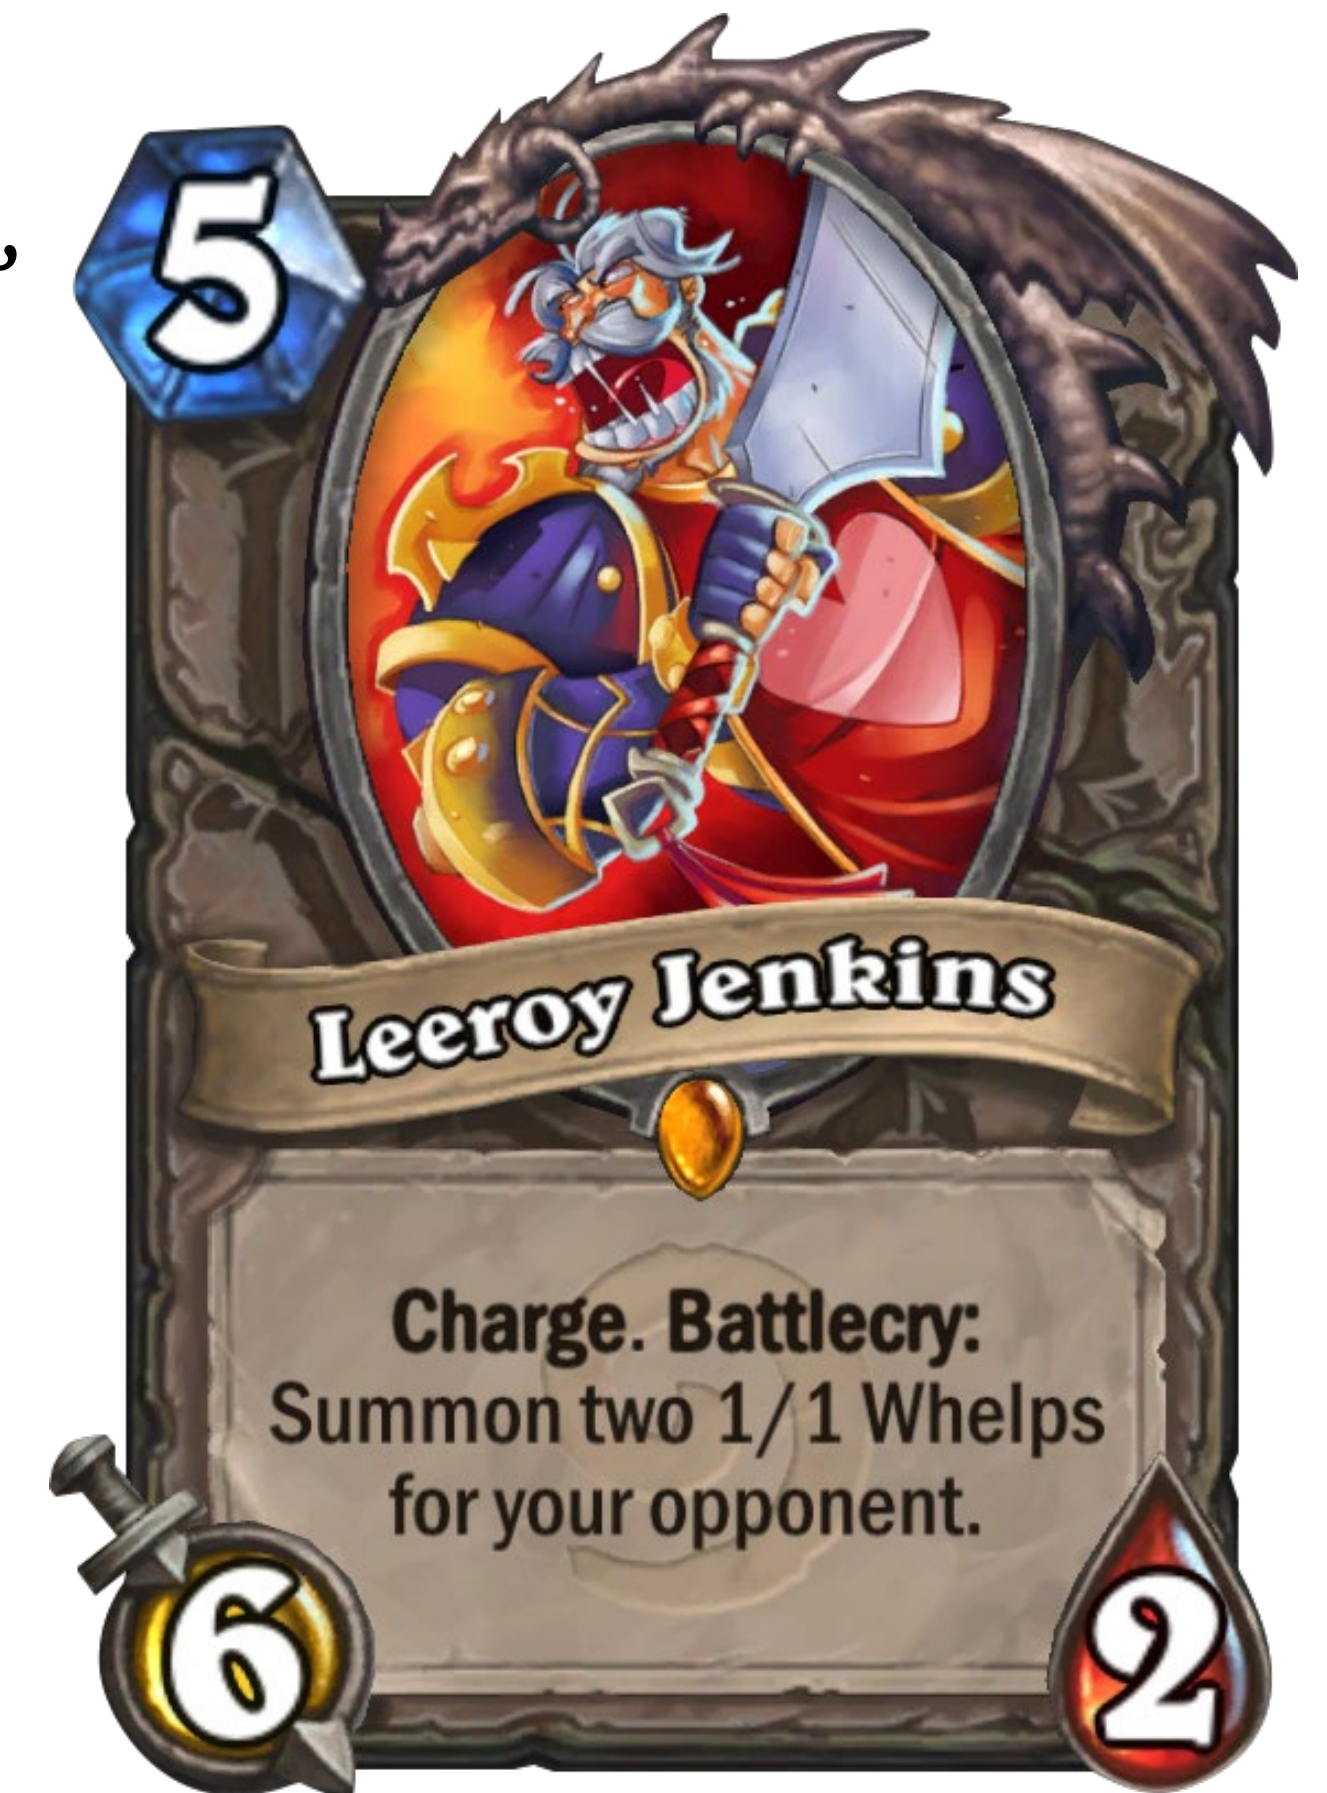 5
Leeroy Jenkins
Charge. Battlecry:
Summon two 1/1 Whelps
for your opponent.
6
2